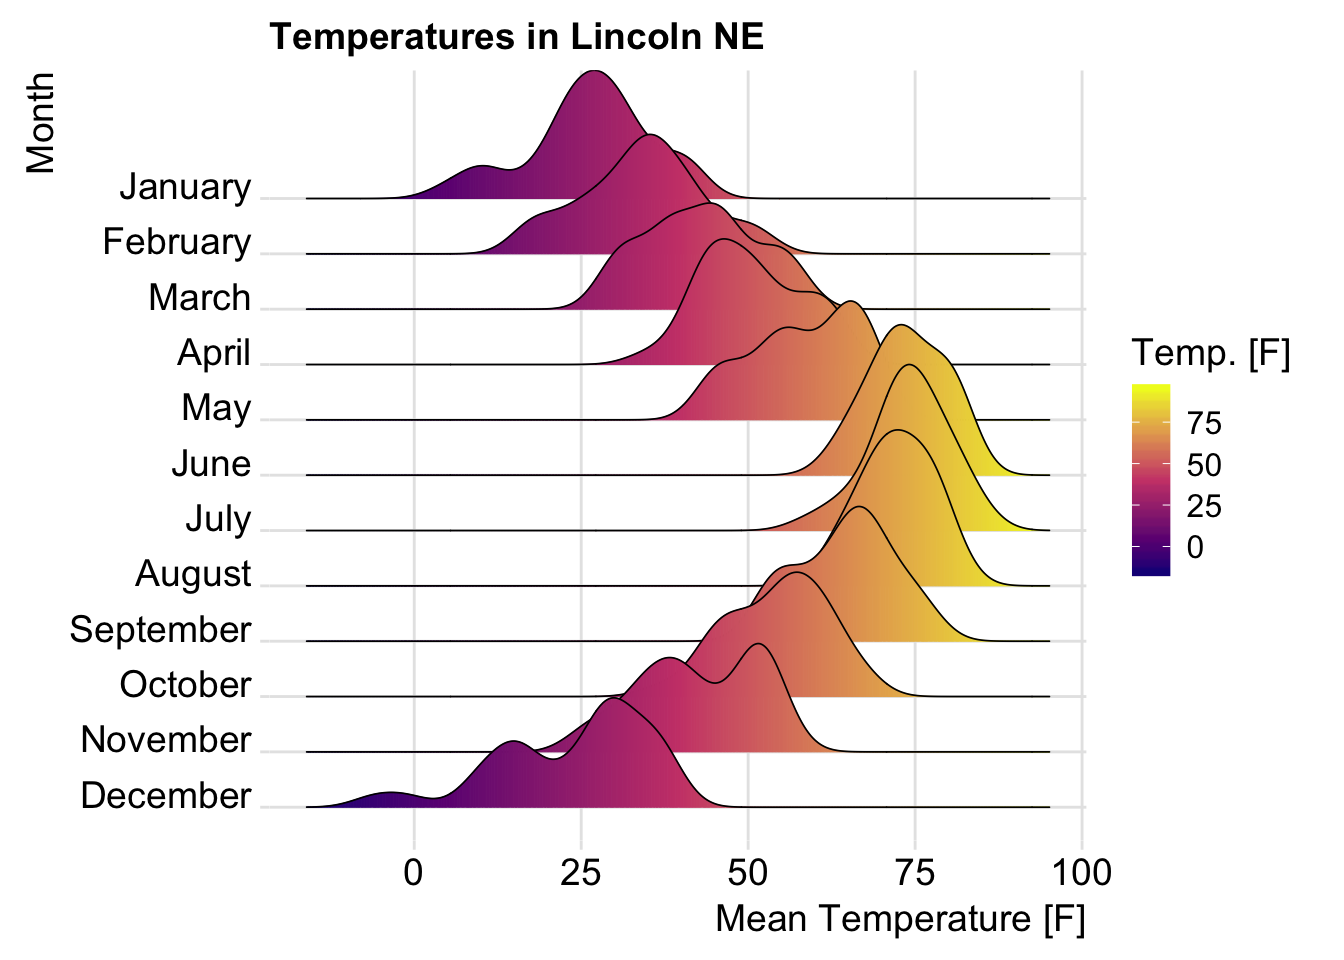 Temperatures in Lincoln NE
Month
January
February
March
April
May
June
July
August
September
October
November
December
0 25 50 75 100
Mean Temperature [F]
Temp. [F]
75
50
25
0